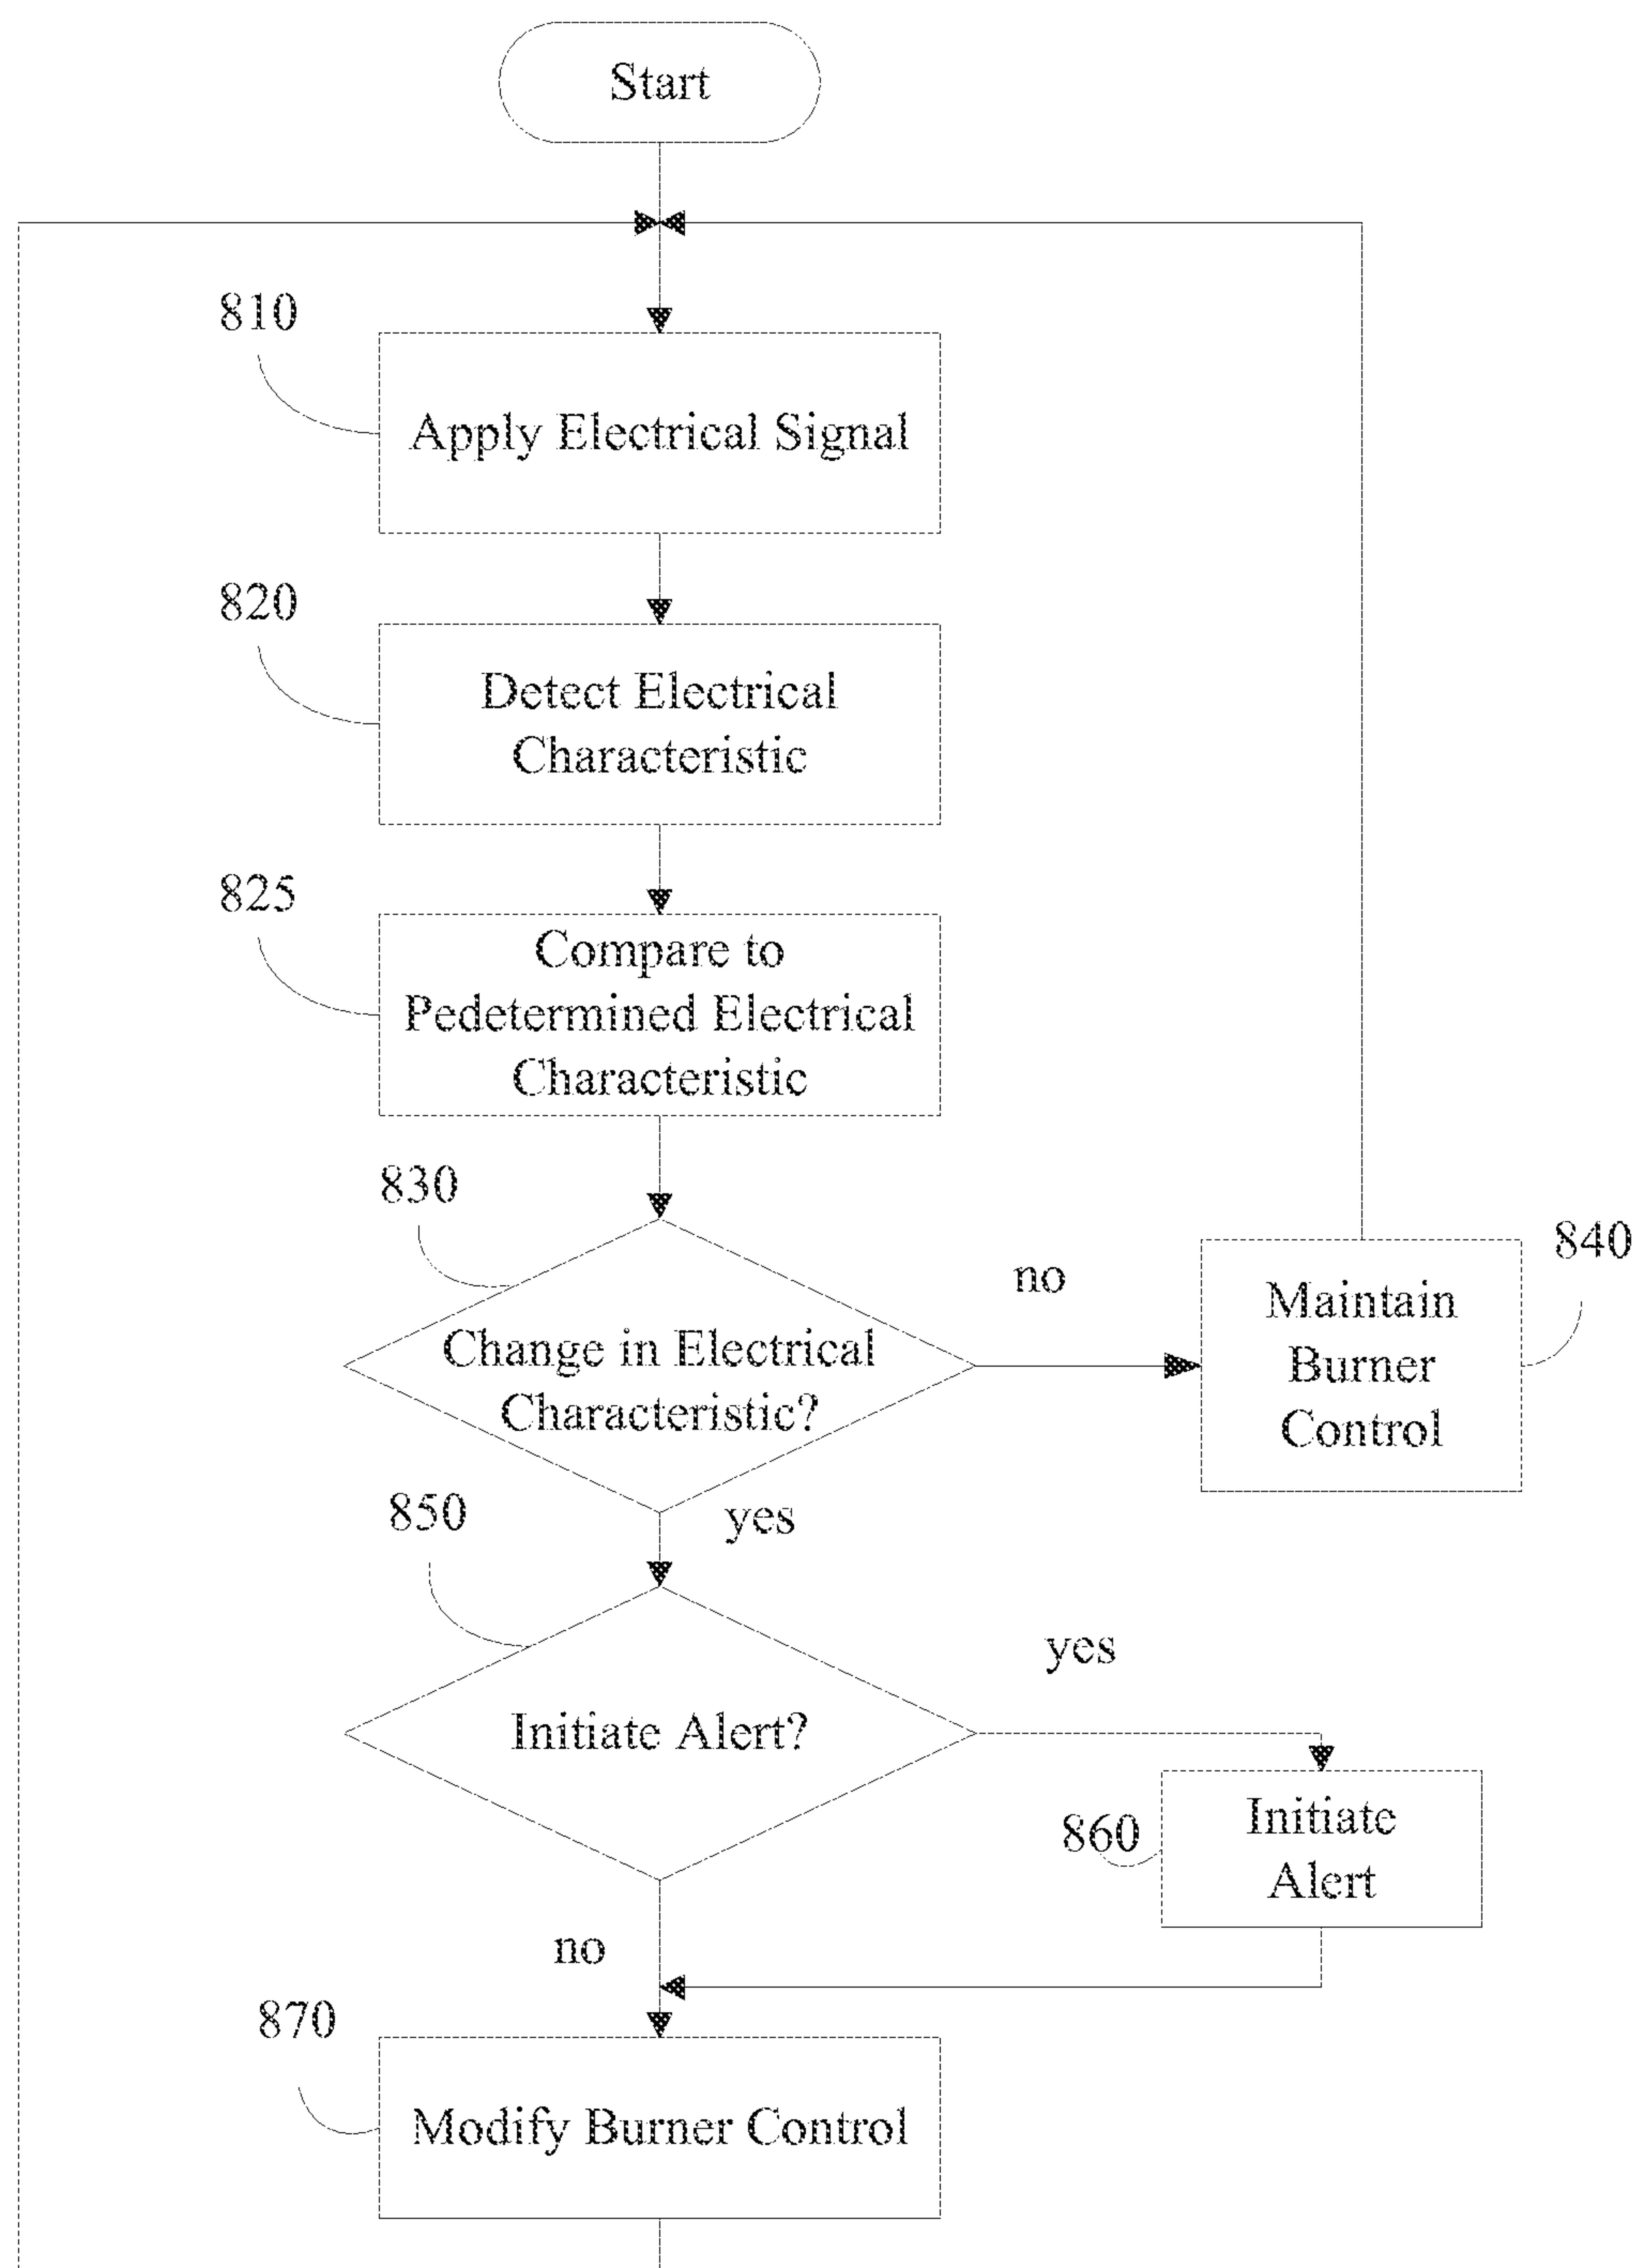 Start
810
Apply Electrical Signal
820
Detect Electrical
Characteristic
825
Compare to
Pedetermined Electrical
Characteristic
830
Change in Electrical
Characteristic?
no
840
Maintain
Burner
Control
yes
850
Initiate Alert?
yes
860
Initiate
Alert
no
870
Modify Burner Control